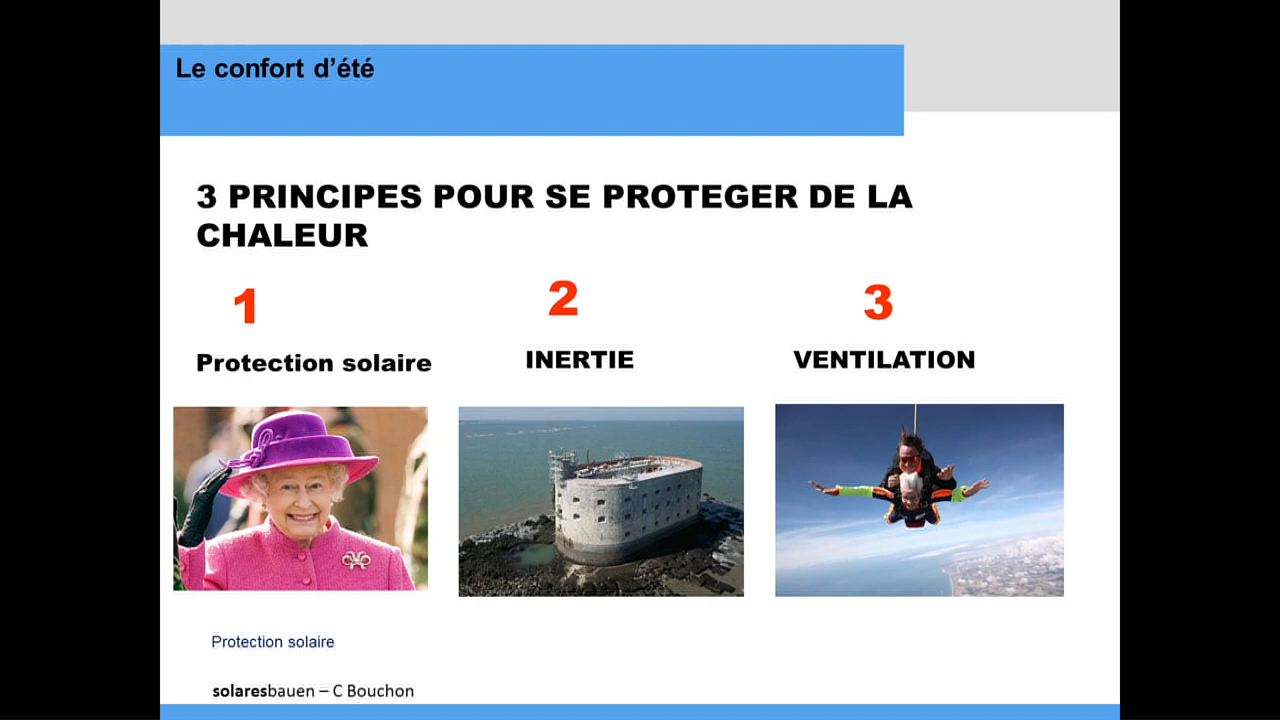 Le confort d’été
3 PRINCIPES POUR SE PROTEGER DE LA
CHALEUR
1
2
3
Protection solaire
INERTIE
VENTILATION
Protection solaire
solaresbauen – C Bouchon